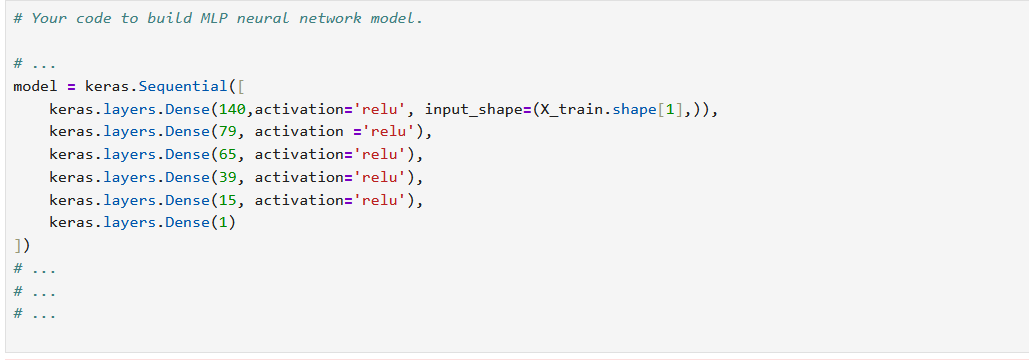 # Your code to build MLP neural network model.
# ...
model = keras.Sequential([
    keras.layers.Dense(140,activation='relu', input_shape=(X_train.shape[1],)),
    keras.layers.Dense(79, activation ='relu'),
    keras.layers.Dense(65, activation='relu'),
    keras.layers.Dense(39, activation='relu'),
    keras.layers.Dense(15, activation='relu'),
    keras.layers.Dense(1)
])
# ...
# ...
# ...